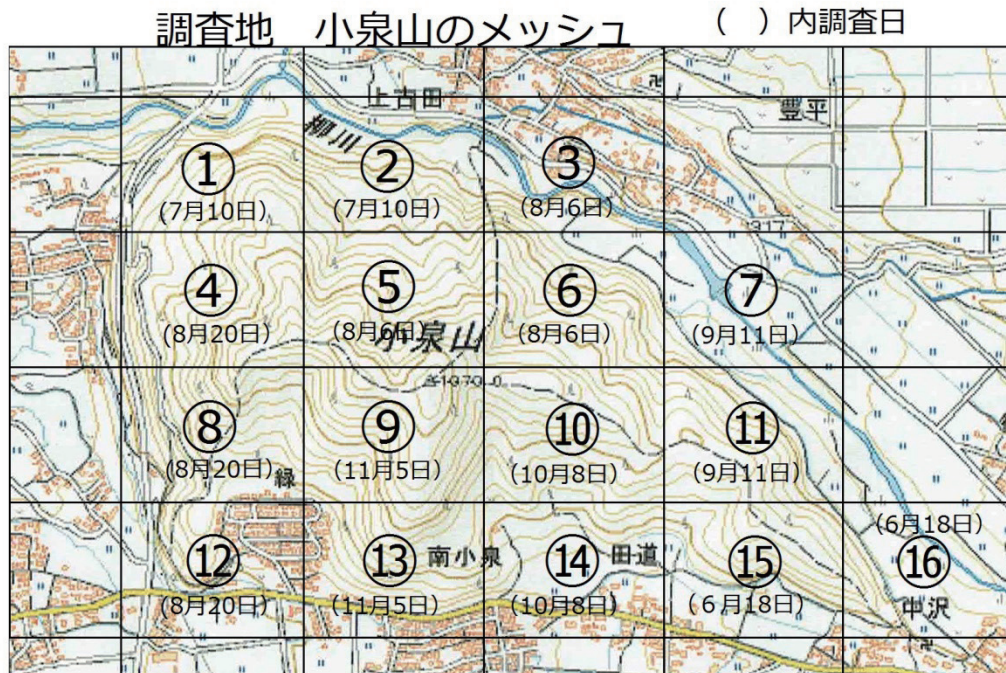 調査地　小泉山のメッシュ　（　）内調査日
上古田
豊平
柳川
①
(7月10日)
②
(7月10日)
③
(8月6日)
317
④
(8月20日)
⑤
(8月6日)
⑥
(8月6日)
⑦
(9月11日)
小泉山
1070.0
⑧
(8月20日)
⑨
(11月5日)
⑩
(10月8日)
⑪
(9月11日)
緑
⑫
(8月20日)
⑬
(11月5日)
南小泉
⑭
(10月8日)
田道
⑮
(６月18日)
(6月18日)
⑯
中沢